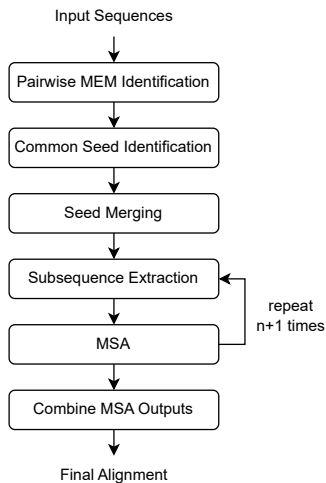 Input Sequences
Pairwise MEM Identification
Common Seed Identification
Seed Merging
Subsequence Extraction
repeat
n+1 times
MSA
Combine MSA Outputs
Final Alignment